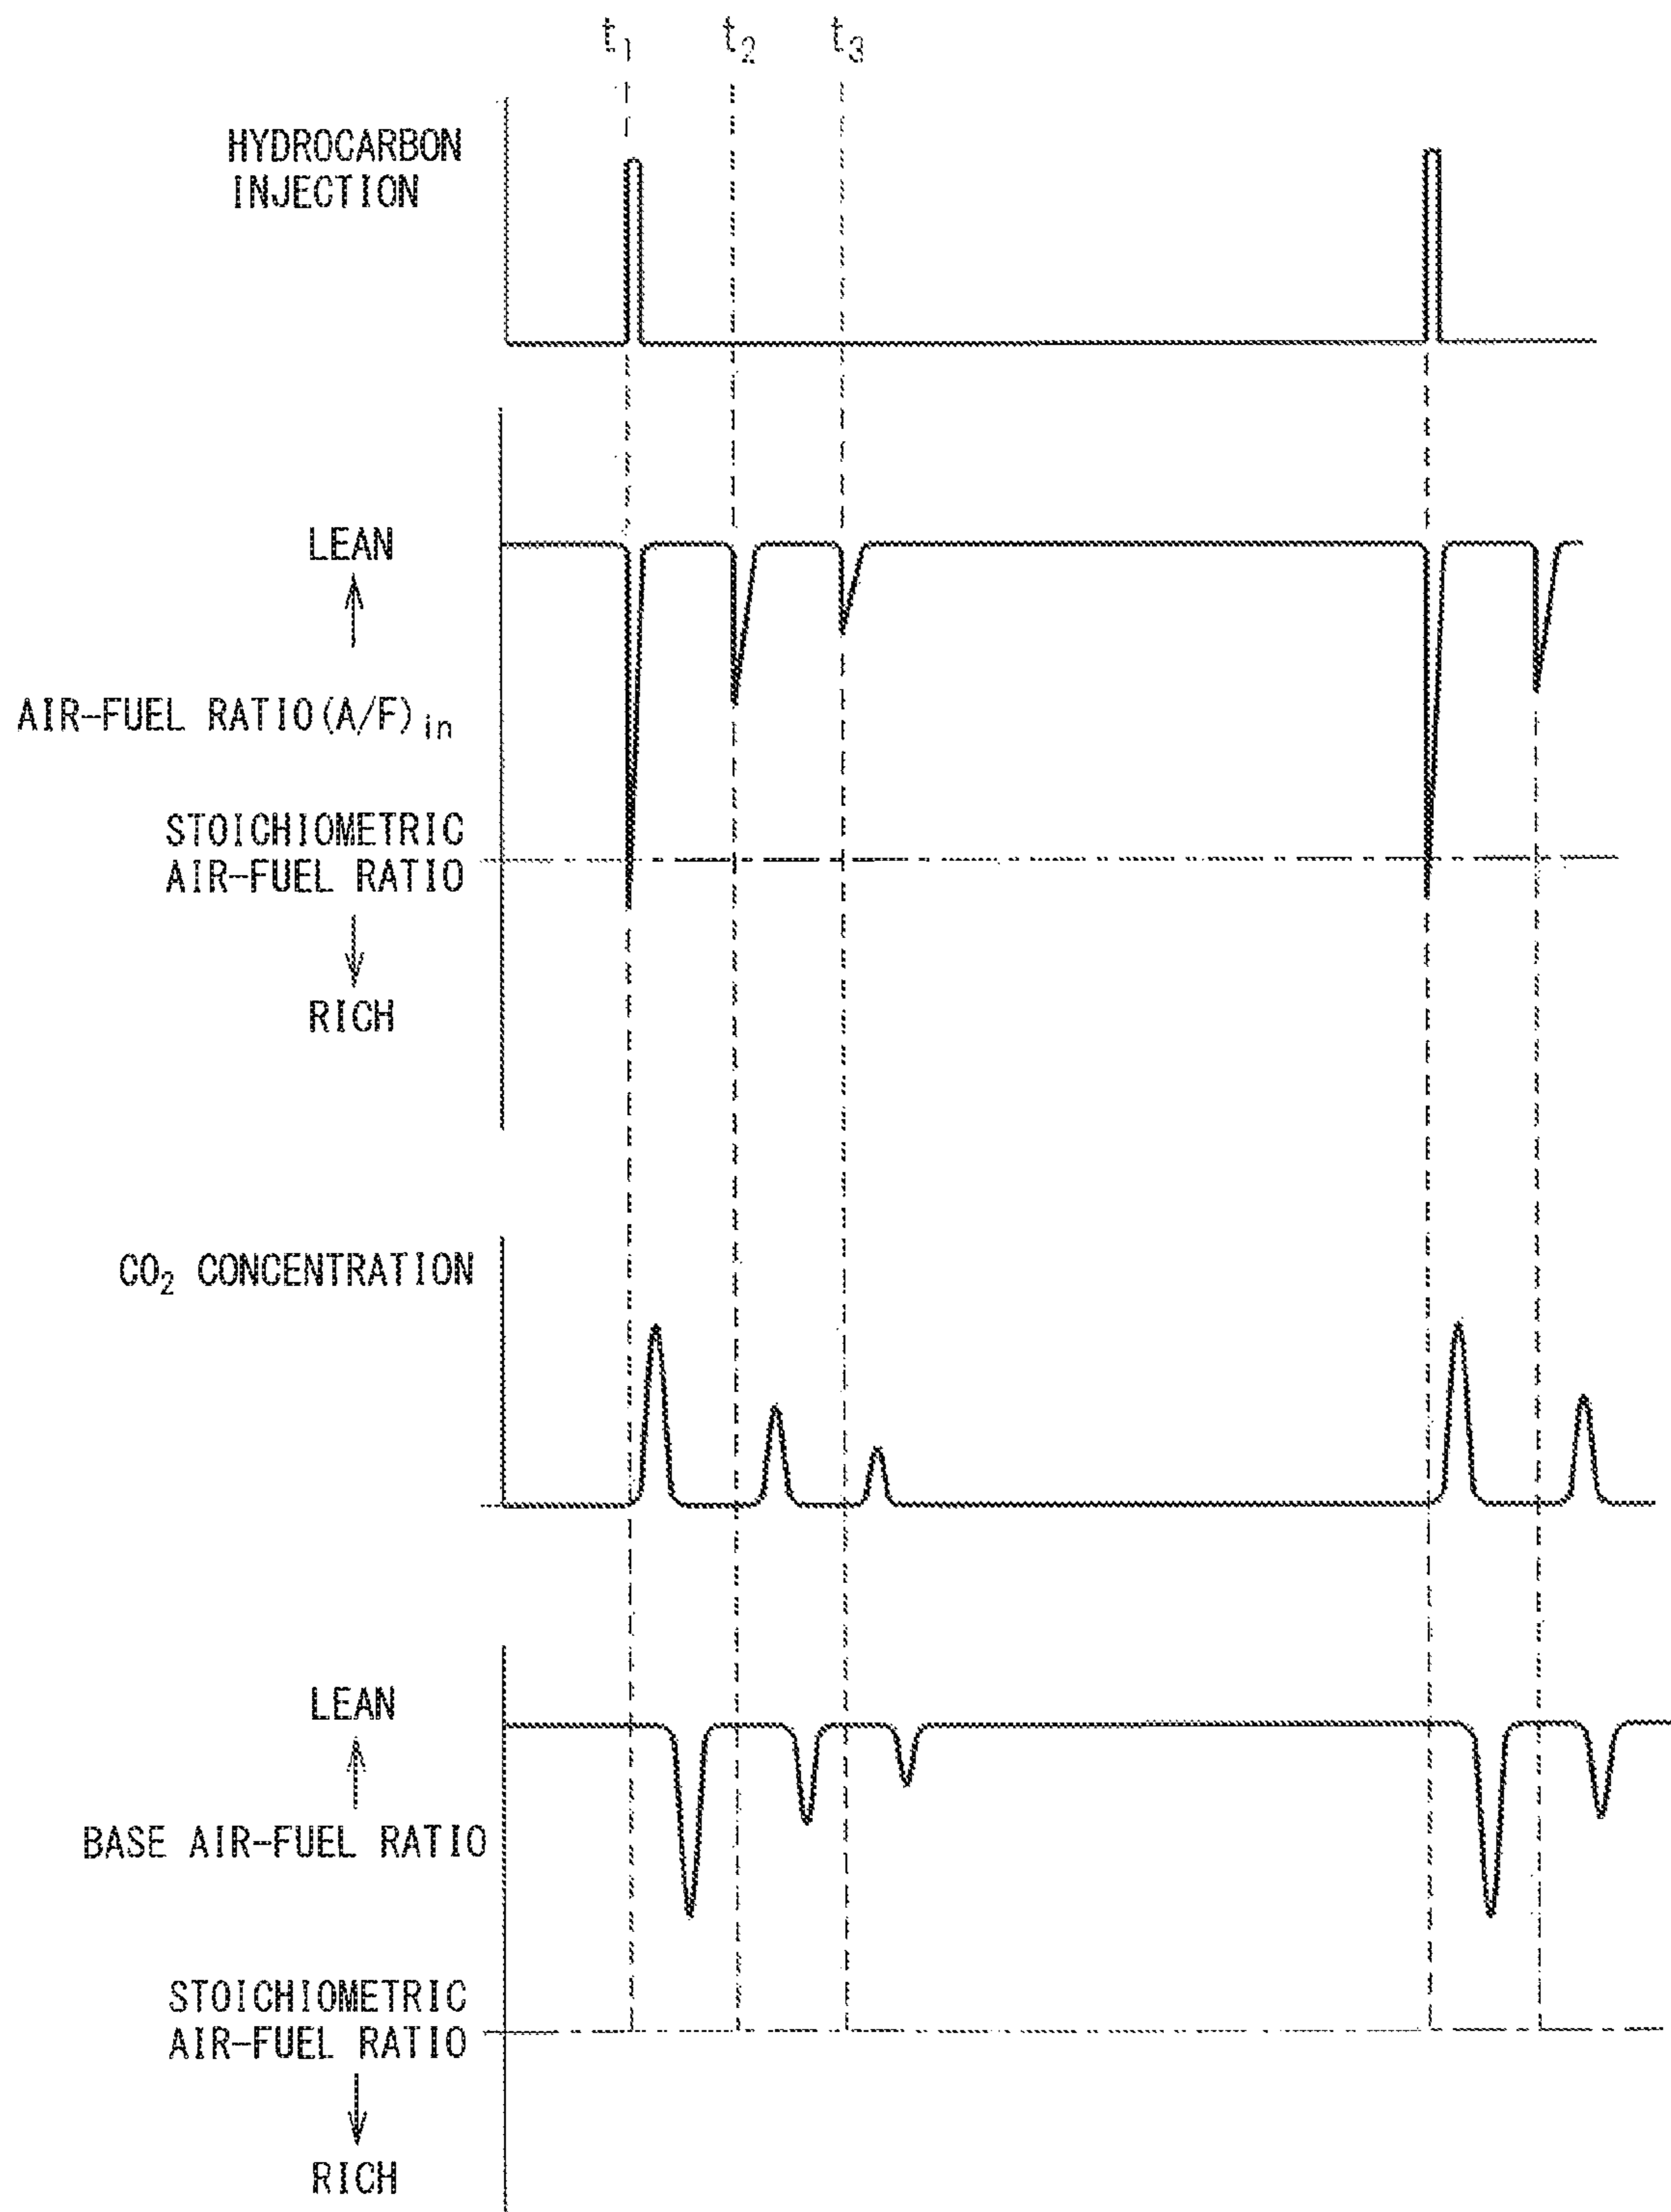 t₁ t₂ t₃
HYDROCARBON
INJECTION
LEAN
AIR-FUEL RATIO(A/F)in
STOICHIOMETRIC
AIR-FUEL RATIO
RICH
CO₂ CONCENTRATION
LEAN
BASE AIR-FUEL RATIO
STOICHIOMETRIC
AIR-FUEL RATIO
RICH